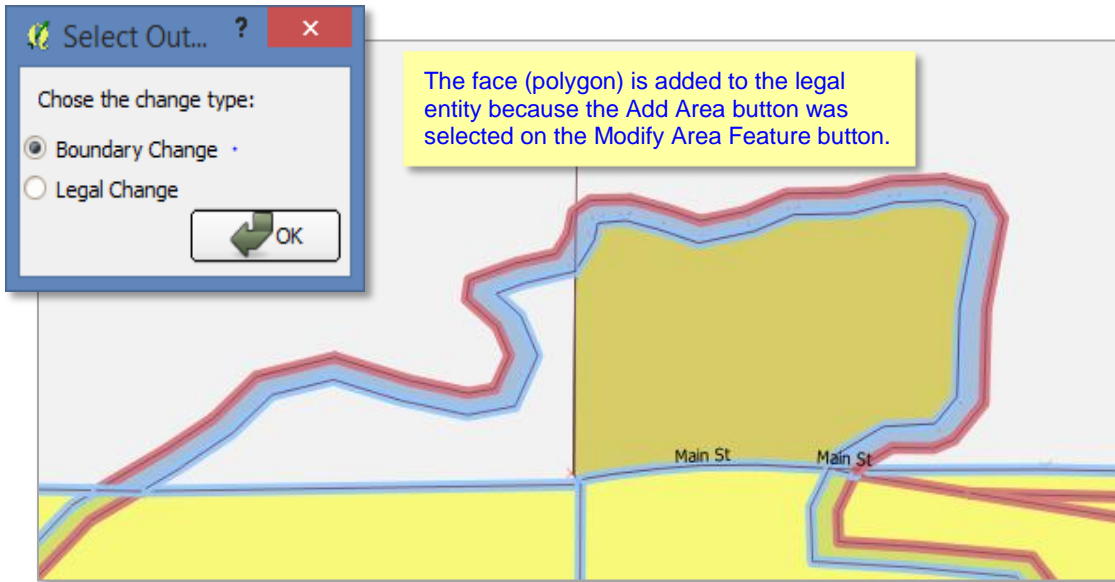 Select Out... ?
Chose the change type:
Boundary Change
Legal Change
OK
The face (polygon) is added to the legal
entity because the Add Area button was
selected on the Modify Area Feature button.
Main St
Main St